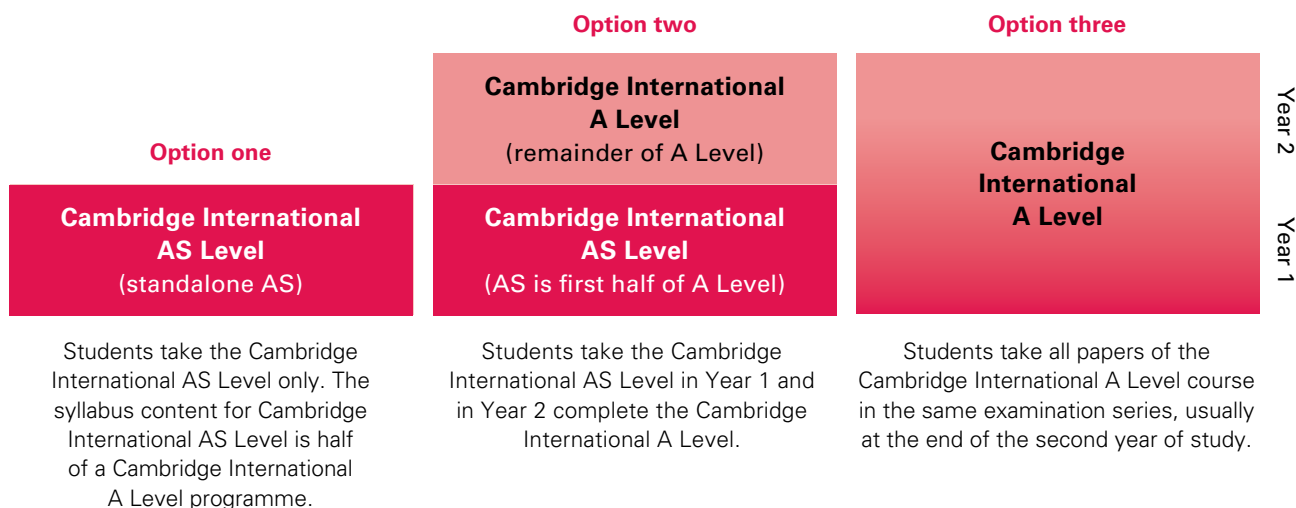 Option one
Cambridge International
AS Level
(standalone AS)
Students take the Cambridge
International AS Level only. The
syllabus content for Cambridge
International AS Level is half
of a Cambridge International
A Level programme.
Option two
Cambridge International
A Level
(remainder of A Level)
Cambridge International
AS Level
(AS is first half of A Level)
Students take the Cambridge
International AS Level in Year 1 and
in Year 2 complete the Cambridge
International A Level.
Option three
Cambridge
International
A Level
Students take all papers of the
Cambridge International A Level course
in the same examination series, usually
at the end of the second year of study.
Year 2
Year 1